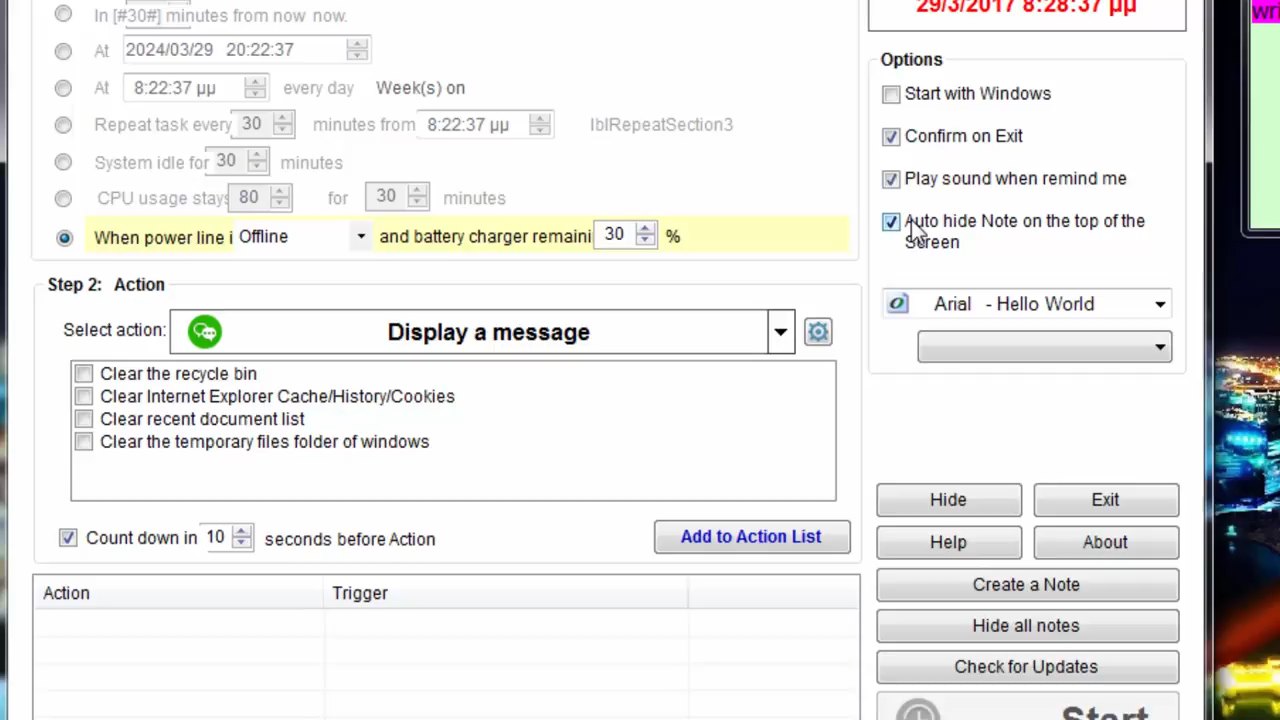 In [#30#] minutes from now now.
29/3/2017 8:28:37 μμ
At 2024/03/29 20:22:37
Options
At 8:22:37 μμ every day Week(s) on
Start with Windows
Repeat task every 30 minutes from 8:22:37 μμ lblRepeatSection3
Confirm on Exit
System idle for 30 minutes
Play sound when remind me
CPU usage stays 80 for 30 minutes
Auto hide Note on the top of the
Screen
When power line i Offline and battery charger remaini 30 %
Step 2: Action
Arial - Hello World
Select action: Display a message
Clear the recycle bin
Clear Internet Explorer Cache/History/Cookies
Clear recent document list
Clear the temporary files folder of windows
Hide Exit
Count down in 10 seconds before Action Add to Action List
Help About
Action Trigger
Create a Note
Hide all notes
Check for Updates
Start